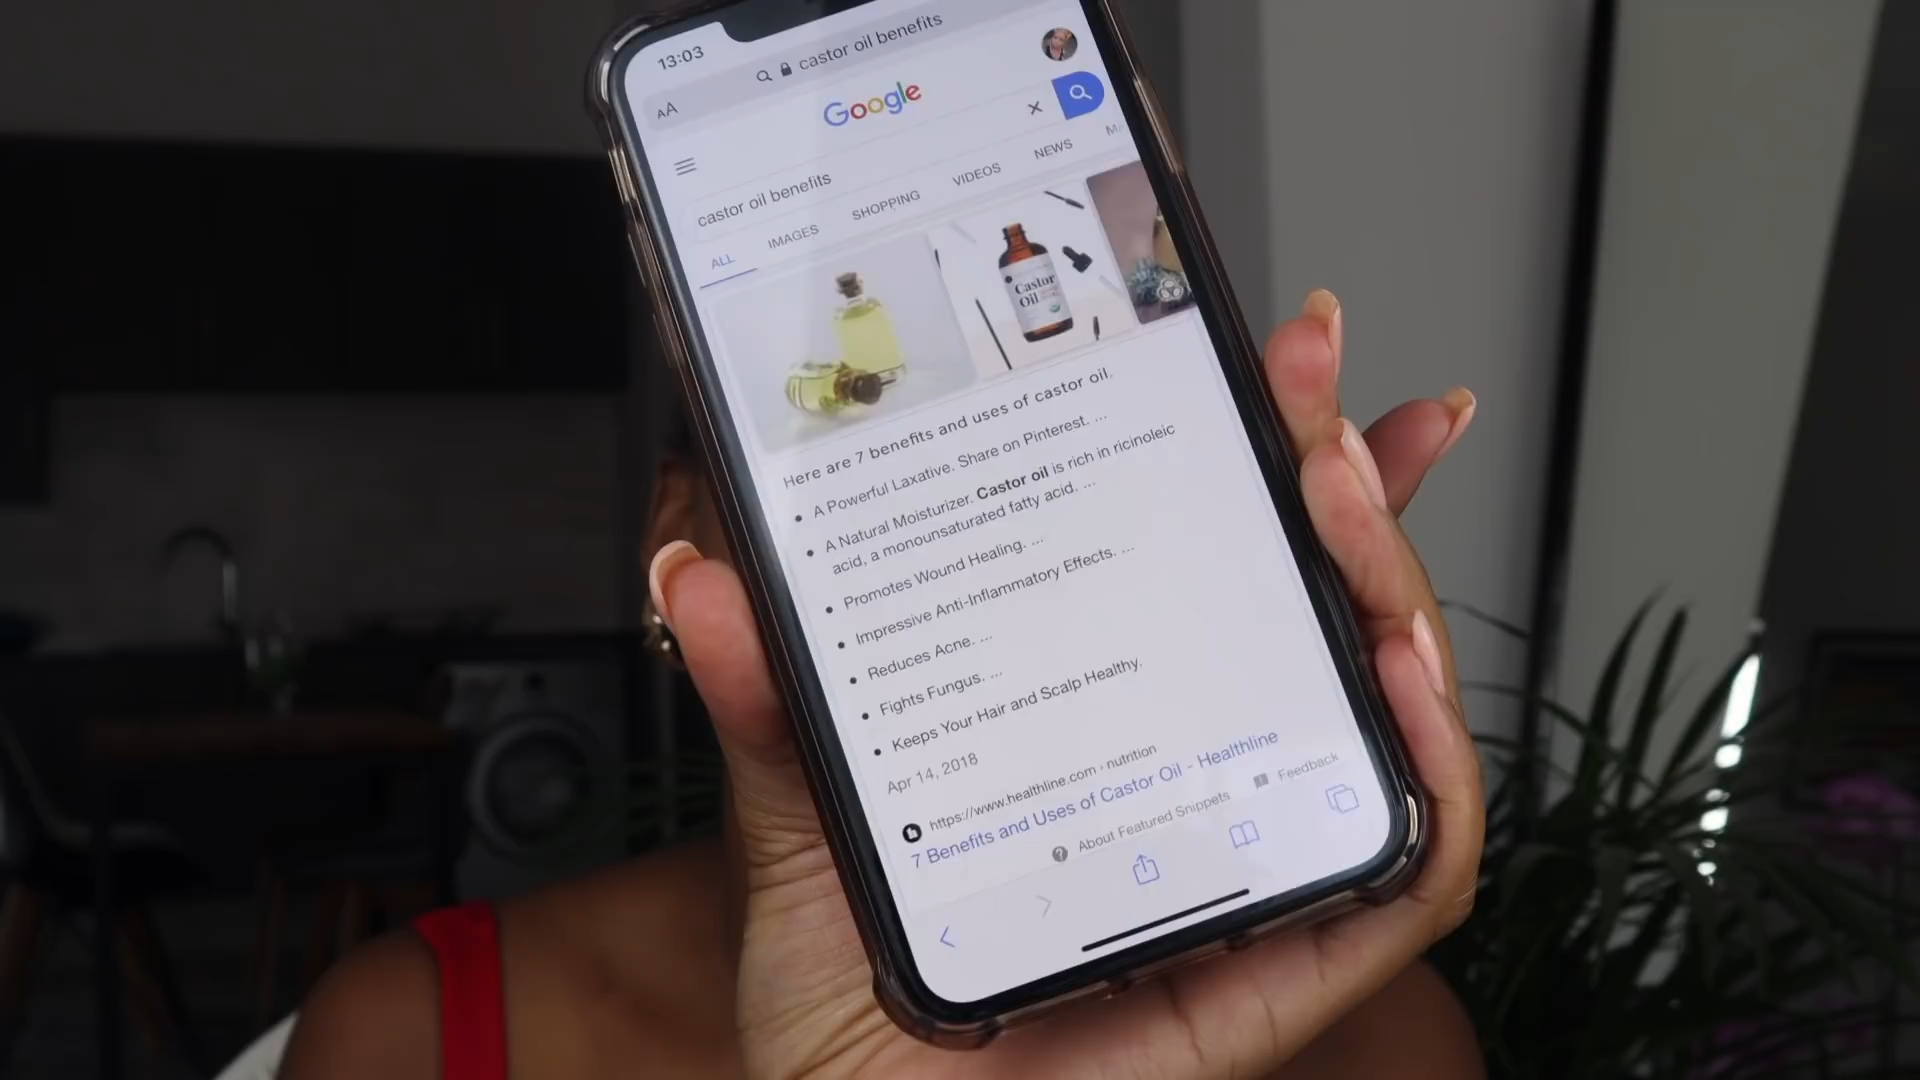 13:03
AA castor oil benefits
Google
castor oil benefits
ALL IMAGES SHOPPING VIDEOS NEWS M
Castor
Oil
Here are 7 benefits and uses of castor oil.
• A Powerful Laxative. Share on Pinterest. ...
• A Natural Moisturizer. Castor oil is rich in ricinoleic
acid, a monounsaturated fatty acid. ...
• Promotes Wound Healing. ...
• Impressive Anti-Inflammatory Effects. ...
• Reduces Acne. ...
• Fights Fungus. ...
• Keeps Your Hair and Scalp Healthy.
Apr 14, 2018
https://www.healthline.com › nutrition
7 Benefits and Uses of Castor Oil - Healthline
About Featured Snippets
Feedback